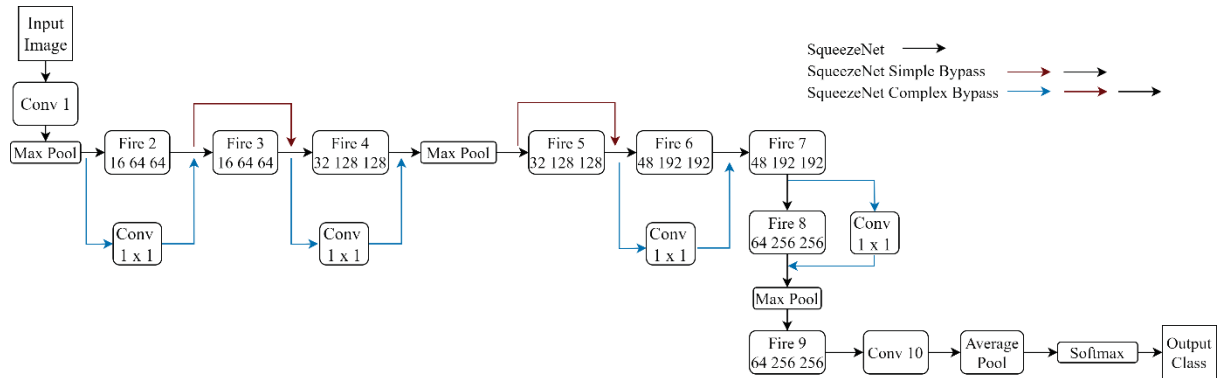 Input
Image
SqueezeNet
SqueezeNet Simple Bypass
SqueezeNet Complex Bypass
Conv 1
Max Pool
Fire 2
16 64 64
Fire 3
16 64 64
Fire 4
32 128 128
Max Pool
Fire 5
32 128 128
Fire 6
48 192 192
Fire 7
48 192 192
Conv
1 x 1
Conv
1 x 1
Conv
1 x 1
Fire 8
64 256 256
Conv
1 x 1
Max Pool
Fire 9
64 256 256
Conv 10
Average
Pool
Softmax
Output
Class